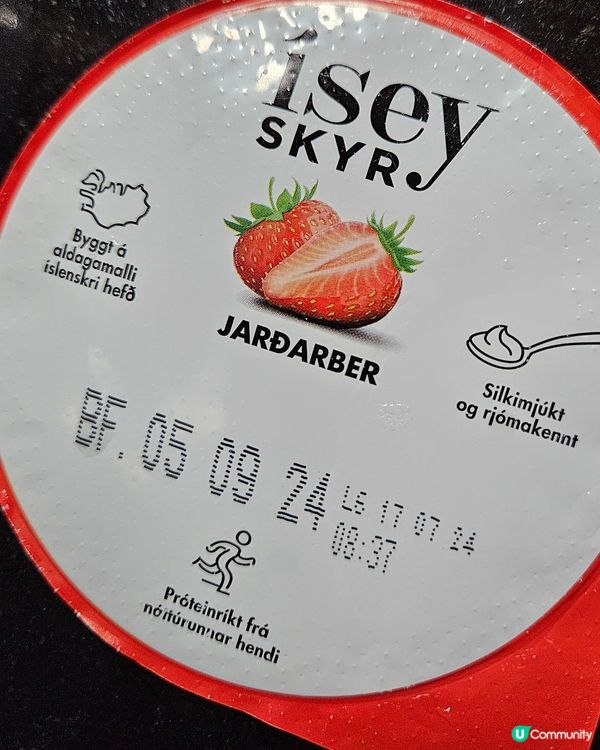 ísey
SKYR
Byggt á
aldagamalli
íslenskri hefð
JARÐARBER
Silkimjúkt
og rjómakennt
BF. 05 09 24
L6 17 07 24
08:37
Próteinríkt frá
náttúrunnar hendi
U Community